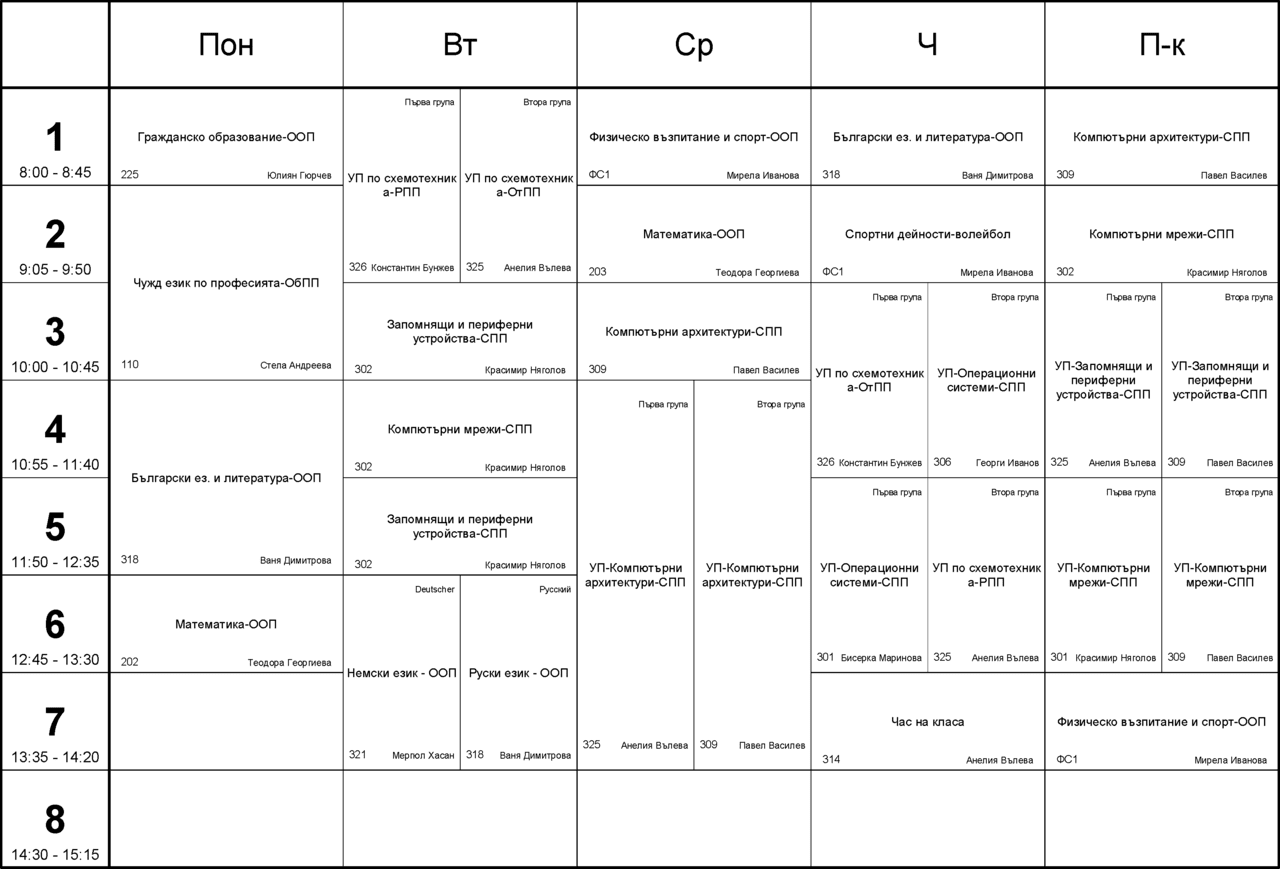 Пон Вт Ср Ч П-к
1
8:00 - 8:45
Гражданско образование-ООП
225 Юлиян Гюрчев
Първа група
УП по схемотехник
а-РПП
326 Константин Бунжев
Втора група
УП по схемотехник
а-ОтПП
325 Анелия Вълева
Физическо възпитание и спорт-ООП
ФС1 Мирела Иванова
Български ез. и литература-ООП
318 Ваня Димитрова
Компютърни архитектури-СПП
309 Павел Василев
2
9:05 - 9:50
Чужд език по професията-ОбПП
110 Стела Андреева
Математика-ООП
203 Теодора Георгиева
Спортни дейности-волейбол
ФС1 Мирела Иванова
Компютърни мрежи-СПП
302 Красимир Няголов
3
10:00 - 10:45
Запомнящи и периферни
устройства-СПП
302 Красимир Няголов
Компютърни архитектури-СПП
309 Павел Василев
Първа група
УП по схемотехник
а-ОтПП
326 Константин Бунжев
Втора група
УП-Операционни
системи-СПП
306 Георги Иванов
Първа група
УП-Запомнящи и
периферни
устройства-СПП
325 Анелия Вълева
Втора група
УП-Запомнящи и
периферни
устройства-СПП
309 Павел Василев
4
10:55 - 11:40
Български ез. и литература-ООП
318 Ваня Димитрова
Компютърни мрежи-СПП
302 Красимир Няголов
Първа група
УП-Компютърни
архитектури-СПП
325 Анелия Вълева
Втора група
УП-Компютърни
архитектури-СПП
309 Павел Василев
5
11:50 - 12:35
Запомнящи и периферни
устройства-СПП
302 Красимир Няголов
Първа група
УП-Операционни
системи-СПП
301 Бисерка Маринова
Втора група
УП по схемотехник
а-РПП
325 Анелия Вълева
Първа група
УП-Компютърни
мрежи-СПП
301 Красимир Няголов
Втора група
УП-Компютърни
мрежи-СПП
309 Павел Василев
6
12:45 - 13:30
Математика-ООП
202 Теодора Георгиева
Deutscher
Немски език - ООП
321 Мерпюл Хасан
Русский
Руски език - ООП
318 Ваня Димитрова
7
13:35 - 14:20
Час на класа
314 Анелия Вълева
Физическо възпитание и спорт-ООП
ФС1 Мирела Иванова
8
14:30 - 15:15